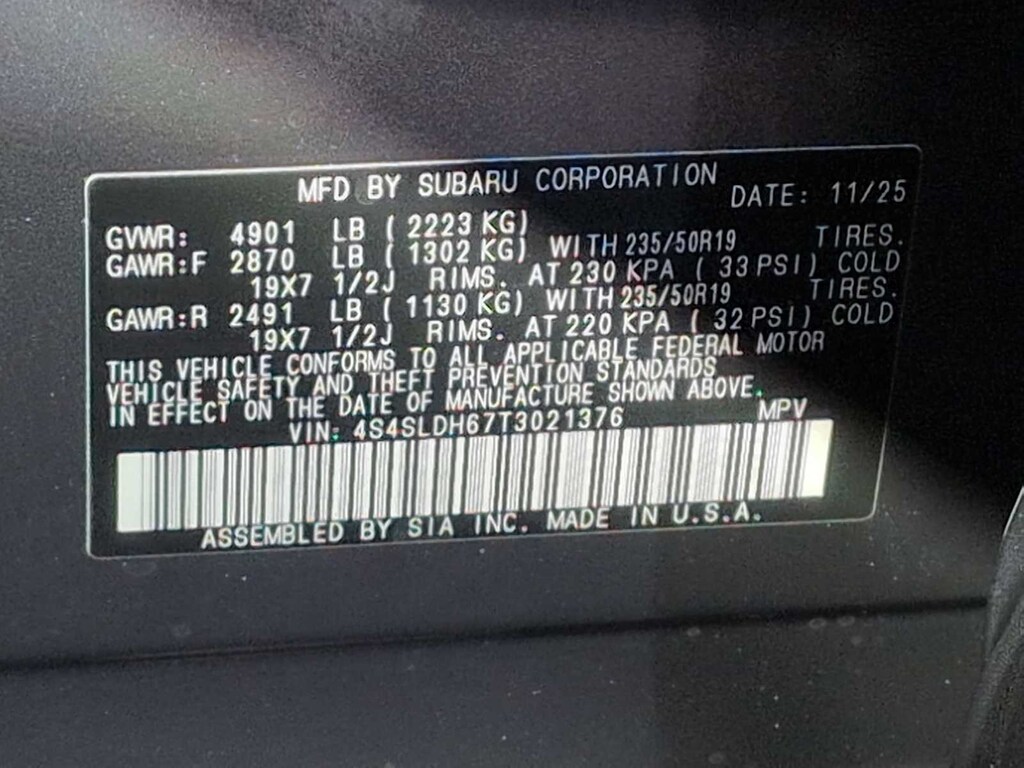 MFD BY SUBARU CORPORATION DATE: 11/25
GVWR: 4901 LB ( 2223 KG)
GAWR:F 2870 LB ( 1302 KG) WITH 235/50R19 TIRES.
19X7 1/2J RIMS. AT 230 KPA ( 33 PSI) COLD
GAWR:R 2491 LB ( 1130 KG) WITH 235/50R19 TIRES.
19X7 1/2J RIMS. AT 220 KPA ( 32 PSI) COLD
THIS VEHICLE CONFORMS TO ALL APPLICABLE FEDERAL MOTOR
VEHICLE SAFETY AND THEFT PREVENTION STANDARDS
IN EFFECT ON THE DATE OF MANUFACTURE SHOWN ABOVE.
VIN: 4S4SLDH67T3021376 MPV
ASSEMBLED BY SIA INC. MADE IN U.S.A.